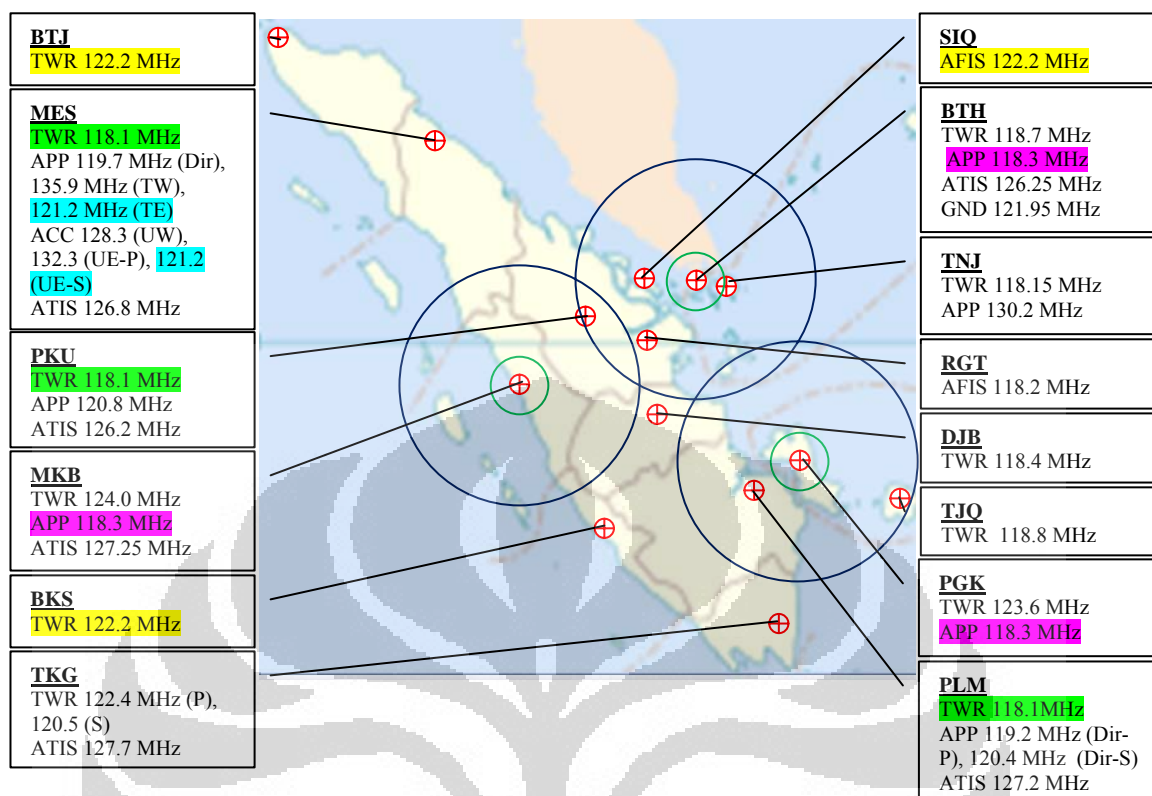 BTJ
TWR 122.2 MHz
MES
TWR 118.1 MHz
APP 119.7 MHz (Dir),
135.9 MHz (TW),
121.2 MHz (TE)
ACC 128.3 (UW),
132.3 (UE-P), 121.2
(UE-S)
ATIS 126.8 MHz
PKU
TWR 118.1 MHz
APP 120.8 MHz
ATIS 126.2 MHz
MKB
TWR 124.0 MHz
APP 118.3 MHz
ATIS 127.25 MHz
BKS
TWR 122.2 MHz
TKG
TWR 122.4 MHz (P),
120.5 (S)
ATIS 127.7 MHz
SIQ
AFIS 122.2 MHz
BTH
TWR 118.7 MHz
APP 118.3 MHz
ATIS 126.25 MHz
GND 121.95 MHz
TNJ
TWR 118.15 MHz
APP 130.2 MHz
RGT
AFIS 118.2 MHz
DJB
TWR 118.4 MHz
TJQ
TWR 118.8 MHz
PGK
TWR 123.6 MHz
APP 118.3 MHz
PLM
TWR 118.1MHz
APP 119.2 MHz (Dir-
P), 120.4 MHz (Dir-S)
ATIS 127.2 MHz